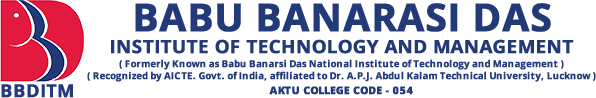 BABU BANARASI DAS
INSTITUTE OF TECHNOLOGY AND MANAGEMENT
( Formerly Known as Babu Banarsi Das National Institute of Technology and Management )
( Recognized by AICTE. Govt. of India, affiliated to Dr. A.P.J. Abdul Kalam Technical University, Lucknow )
BBDITM
AKTU COLLEGE CODE - 054